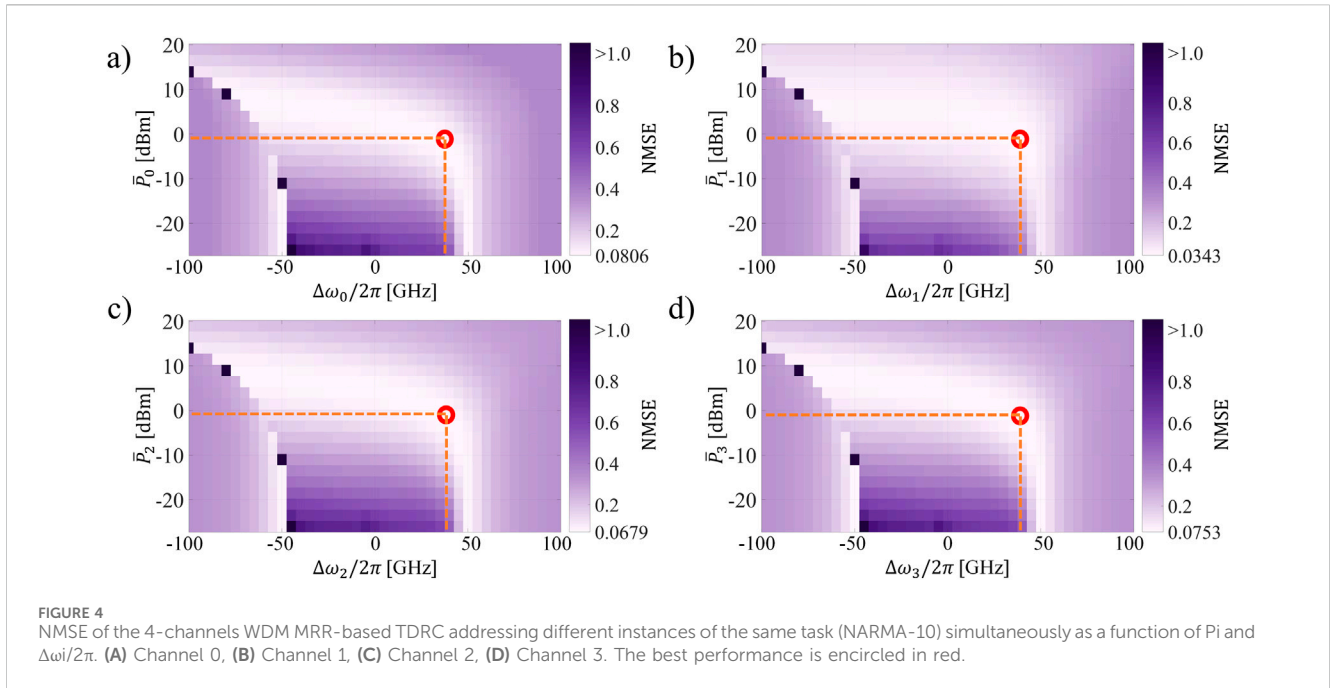 a)
20
10
0
-10
-20
P̄0 [dBm]
-100 -50 0 50 100
Δω0/2π [GHz]
>1.0
0.8
0.6
0.4
0.2
0.0806
NMSE
b)
20
10
0
-10
-20
P̄1 [dBm]
-100 -50 0 50 100
Δω1/2π [GHz]
>1.0
0.8
0.6
0.4
0.2
0.0343
NMSE
c)
20
10
0
-10
-20
P̄2 [dBm]
-100 -50 0 50 100
Δω2/2π [GHz]
>1.0
0.8
0.6
0.4
0.2
0.0679
NMSE
d)
20
10
0
-10
-20
P̄3 [dBm]
-100 -50 0 50 100
Δω3/2π [GHz]
>1.0
0.8
0.6
0.4
0.2
0.0753
NMSE
FIGURE 4
NMSE of the 4-channels WDM MRR-based TDRC addressing different instances of the same task (NARMA-10) simultaneously as a function of Pi and
Δωi/2π. (A) Channel 0, (B) Channel 1, (C) Channel 2, (D) Channel 3. The best performance is encircled in red.